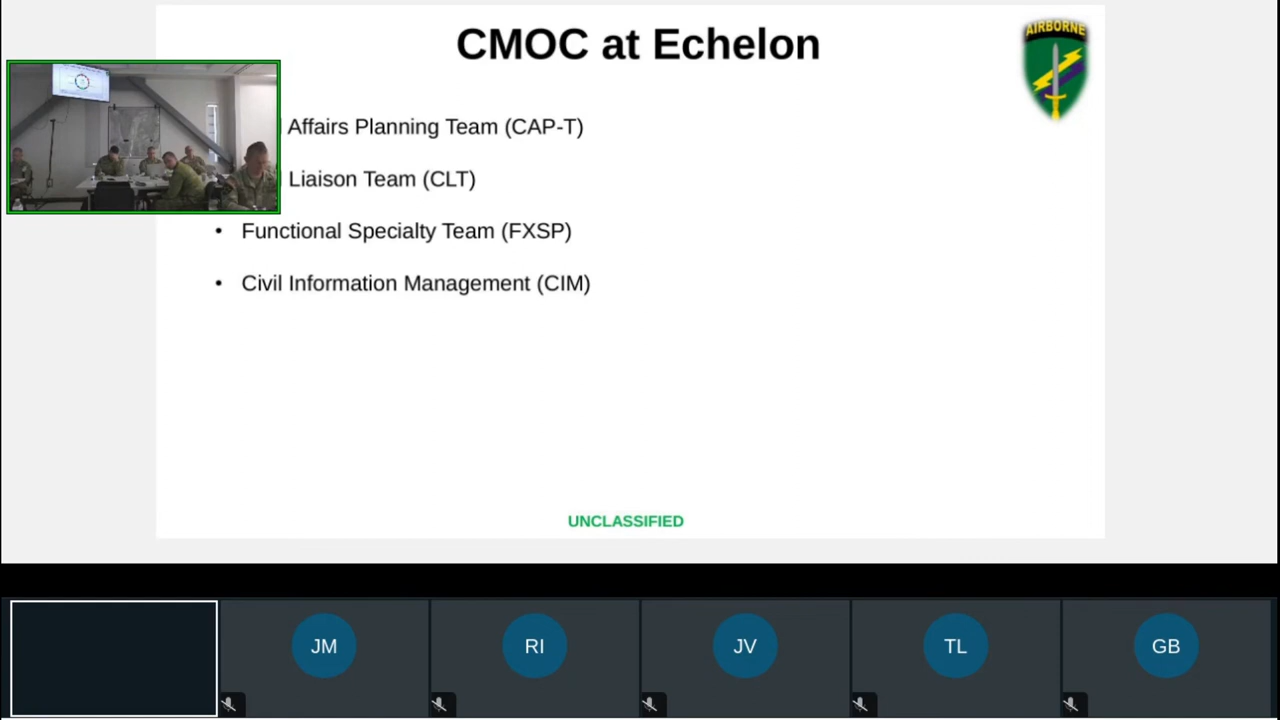 CMOC at Echelon
AIRBORNE
Affairs Planning Team (CAP-T)
Liaison Team (CLT)
• Functional Specialty Team (FXSP)
• Civil Information Management (CIM)
UNCLASSIFIED
JM
RI
JV
TL
GB